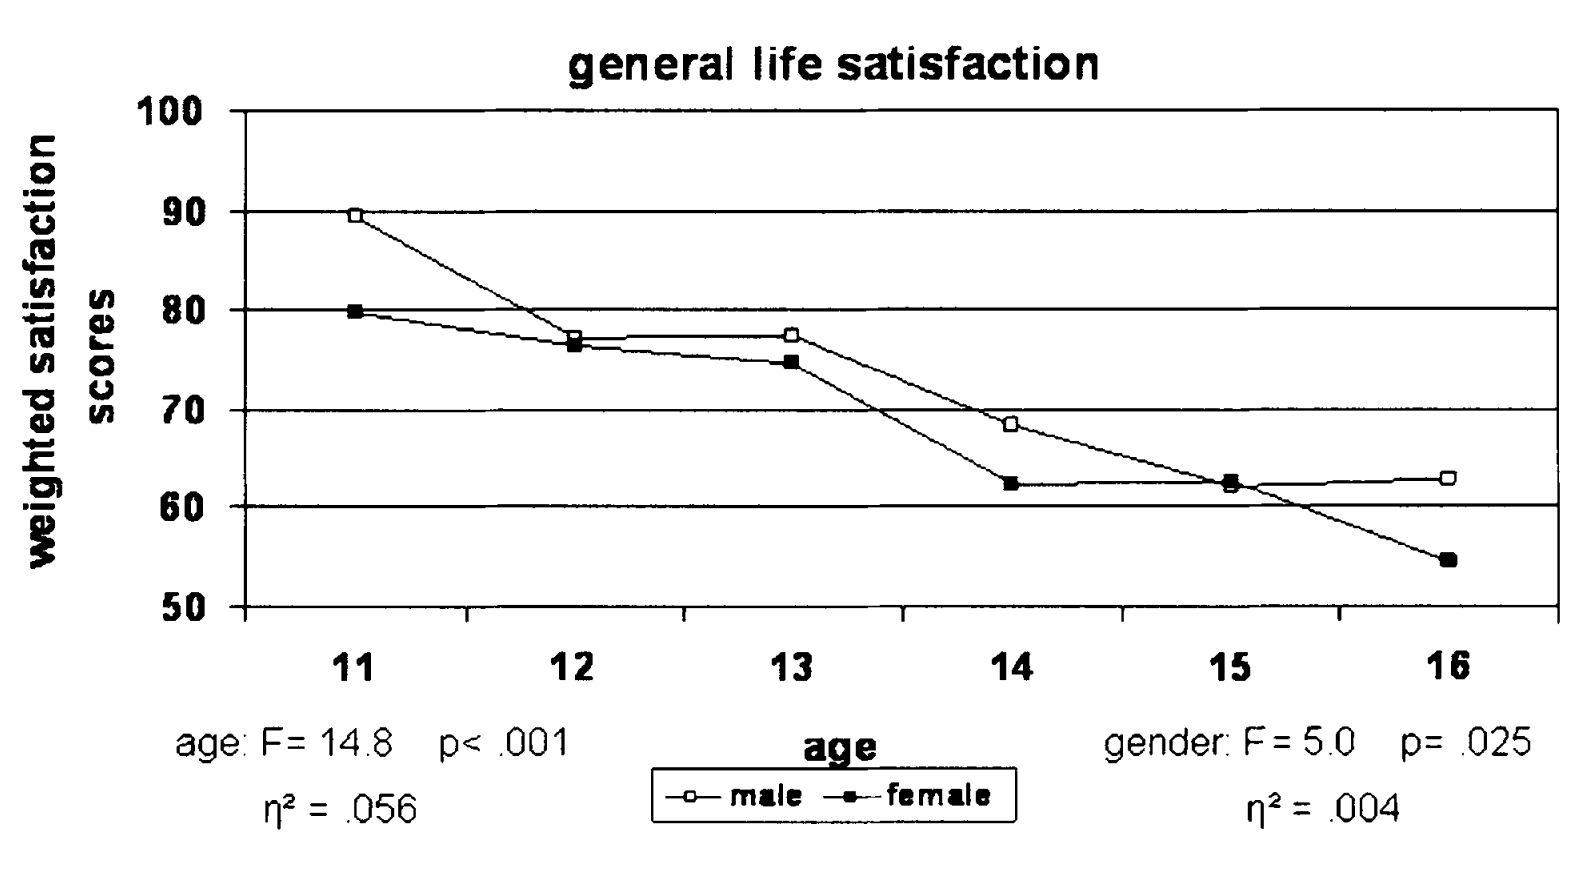 general life satisfaction
weighted satisfaction
scores
100
90
80
70
60
50
11 12 13 14 15 16
age: F= 14.8 p< .001
age
gender: F= 5.0 p= .025
η² = .056
male female
η² = .004